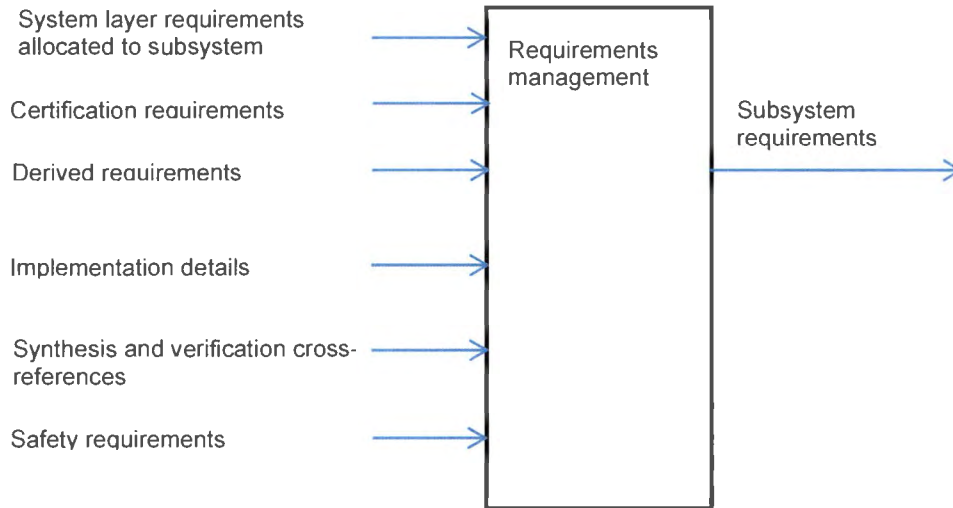 System layer requirements
allocated to subsystem
Certification requirements
Derived requirements
Implementation details
Synthesis and verification cross-
references
Safety requirements
Requirements
management
Subsystem
requirements